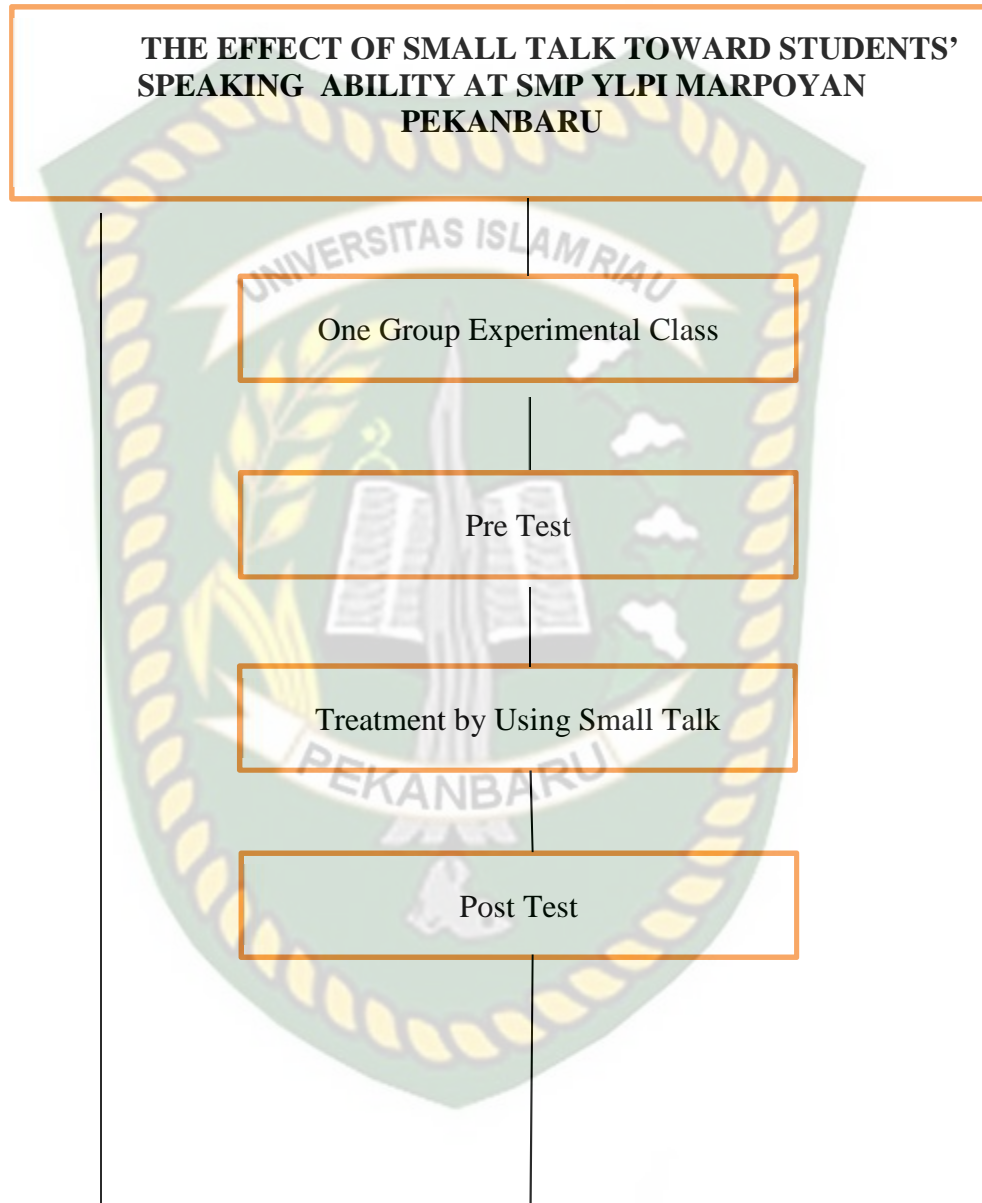 THE EFFECT OF SMALL TALK TOWARD STUDENTS’
SPEAKING ABILITY AT SMP YLPI MARPOYAN
PEKANBARU
UNIVERSITAS ISLAM RIAU
One Group Experimental Class
Pre Test
Treatment by Using Small Talk
PEKANBARU
Post Test